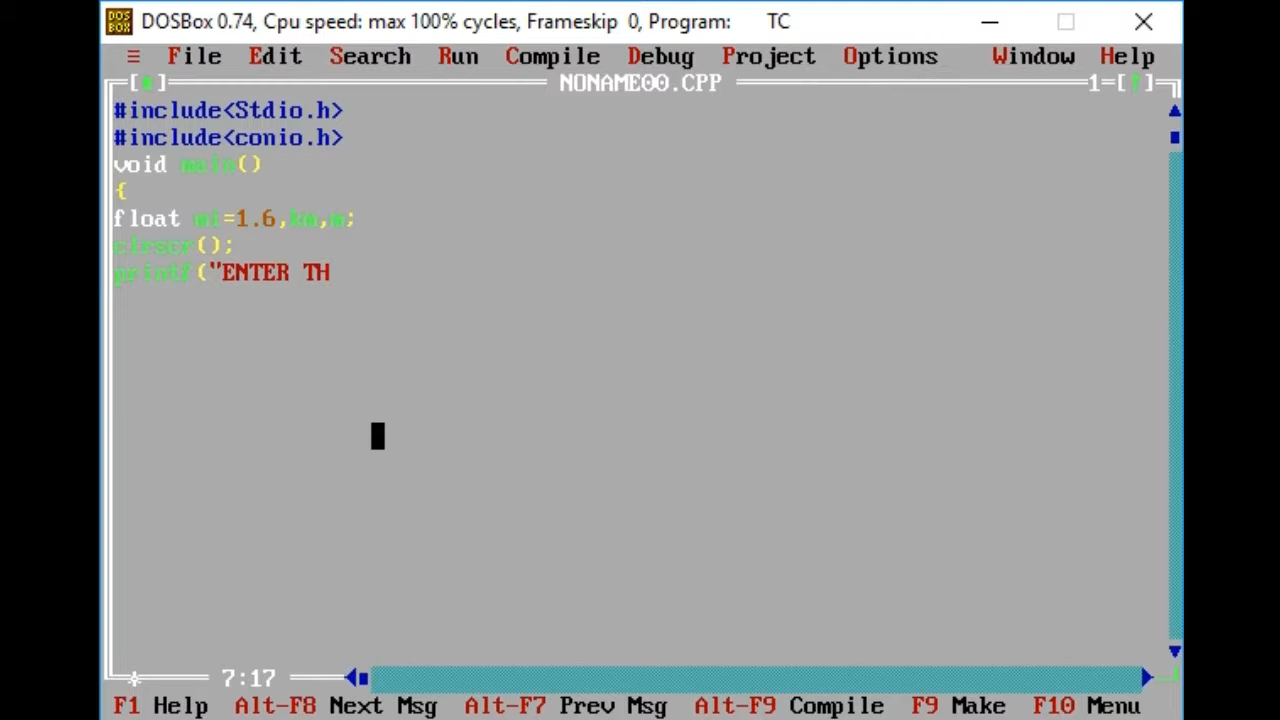 DOSBox 0.74, Cpu speed: max 100% cycles, Frameskip 0, Program: TC
≡ File Edit Search Run Compile Debug Project Options Window Help
NONAME00.CPP 1
#include<Stdio.h>
#include<conio.h>
void main()
{
float mi=1.6,km,m;
clrscr();
printf("ENTER TH
7:17
F1 Help Alt-F8 Next Msg Alt-F7 Prev Msg Alt-F9 Compile F9 Make F10 Menu